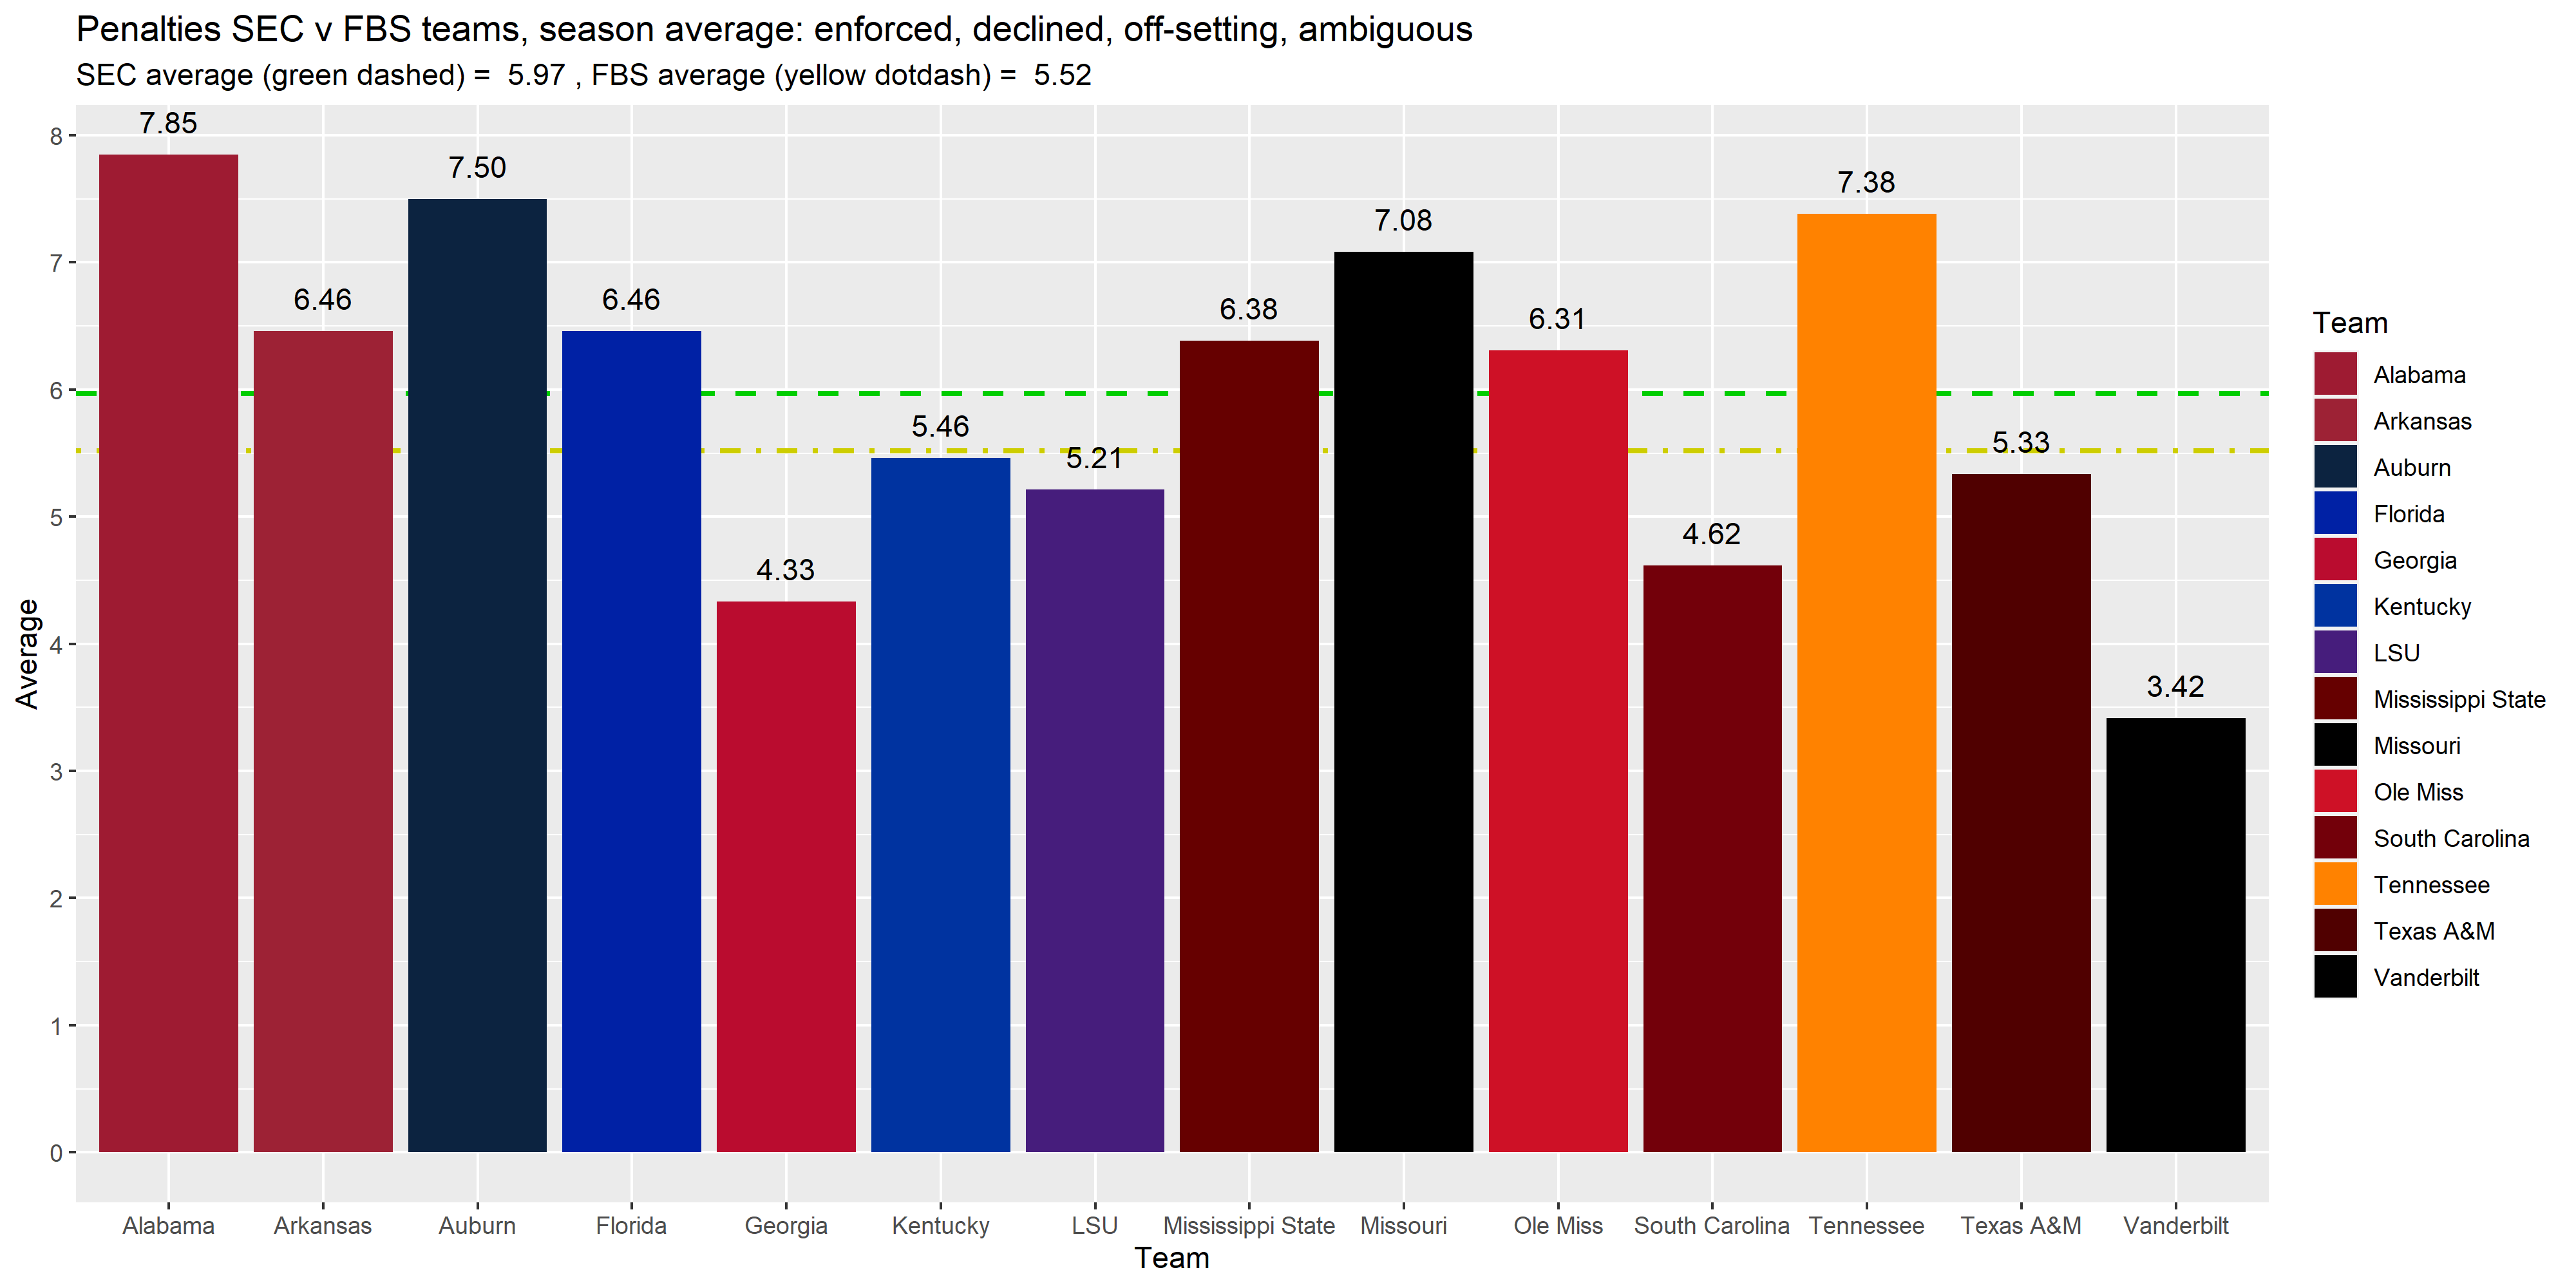 Penalties SEC v FBS teams, season average: enforced, declined, off-setting, ambiguous
SEC average (green dashed) =  5.97 , FBS average (yellow dotdash) =  5.52
7.85
6.46
7.50
6.46
4.33
5.46
5.21
6.38
7.08
6.31
4.62
7.38
5.33
3.42
8
7
6
5
4
3
2
1
0
Average
Alabama
Arkansas
Auburn
Florida
Georgia
Kentucky
LSU
Mississippi State
Missouri
Ole Miss
South Carolina
Tennessee
Texas A&M
Vanderbilt
Team
Team
Alabama
Arkansas
Auburn
Florida
Georgia
Kentucky
LSU
Mississippi State
Missouri
Ole Miss
South Carolina
Tennessee
Texas A&M
Vanderbilt